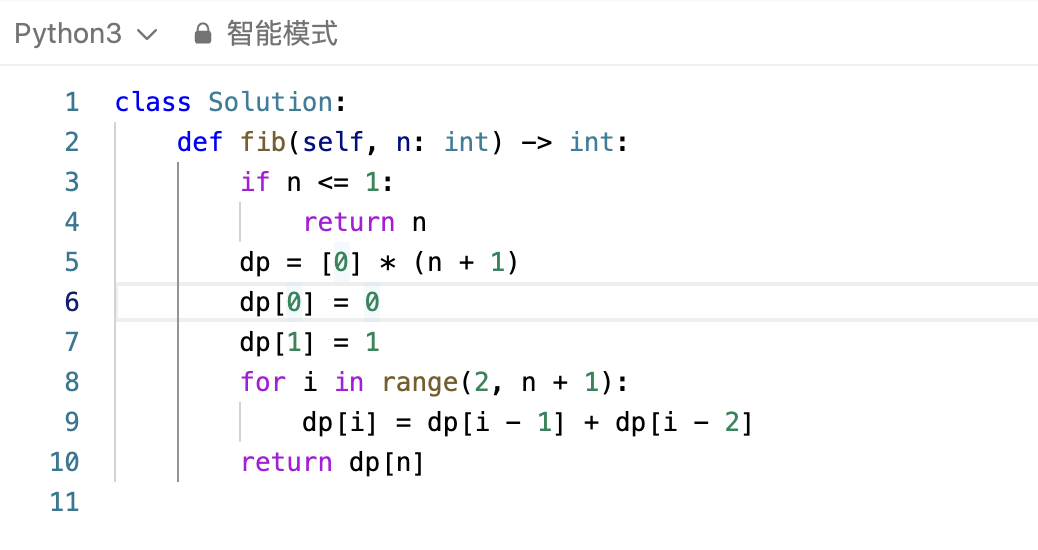 Python3 智能模式
1 class Solution:
2     def fib(self, n: int) -> int:
3         if n <= 1:
4             return n
5         dp = [0] * (n + 1)
6         dp[0] = 0
7         dp[1] = 1
8         for i in range(2, n + 1):
9             dp[i] = dp[i - 1] + dp[i - 2]
10         return dp[n]
11